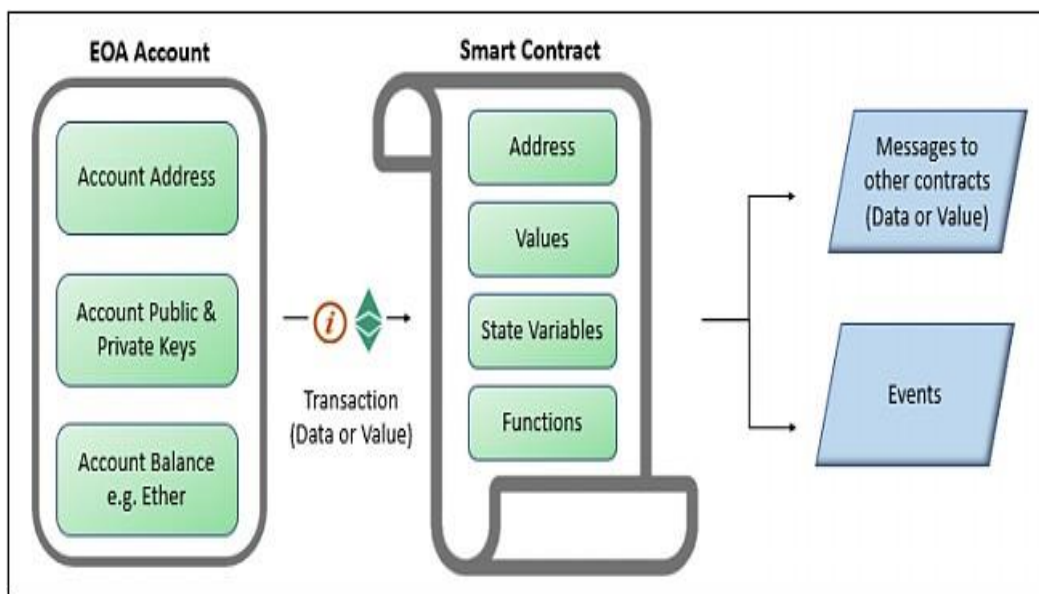 EOA Account
Account Address
Account Public &
Private Keys
Account Balance
e.g. Ether
i
Transaction
(Data or Value)
Smart Contract
Address
Values
State Variables
Functions
Messages to
other contracts
(Data or Value)
Events